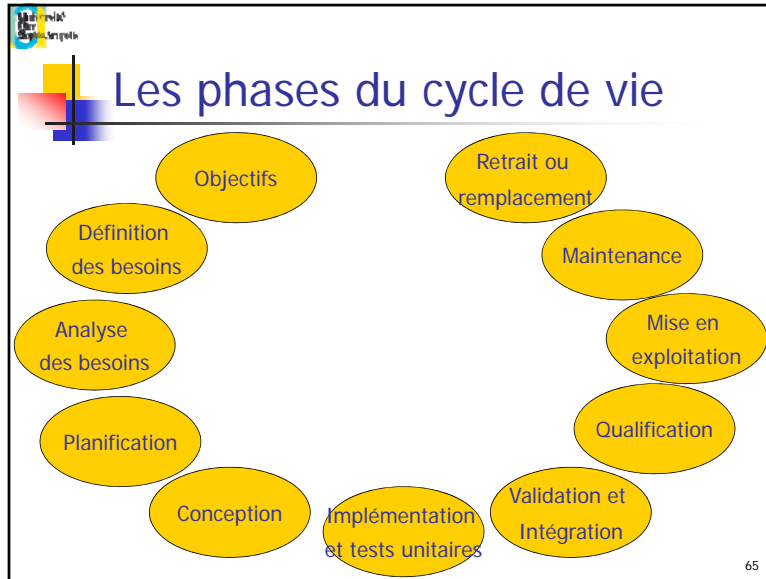 Les phases du cycle de vie
Objectifs
Définition
des besoins
Analyse
des besoins
Planification
Conception
Implémentation
et tests unitaires
Validation et
Intégration
Qualification
Mise en
exploitation
Maintenance
Retrait ou
remplacement
65